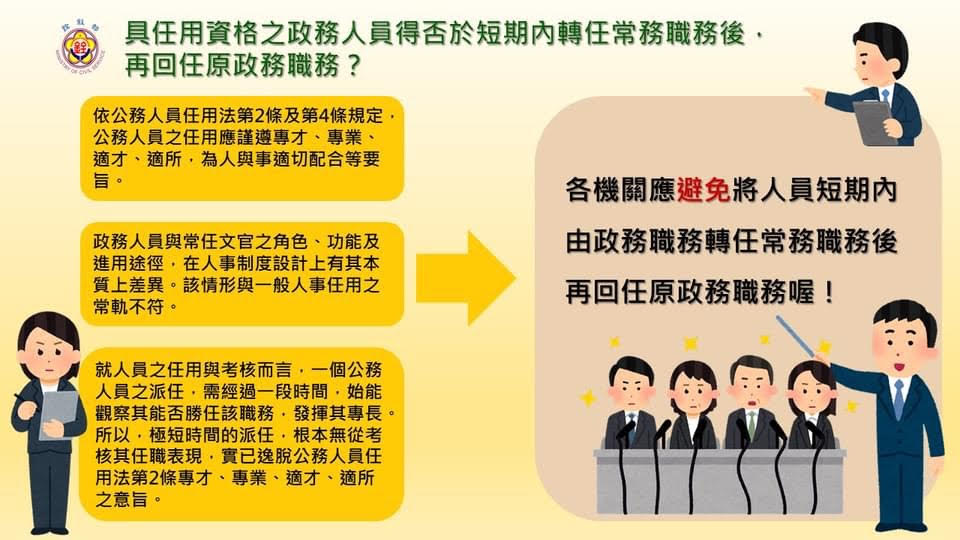 銓敘部
MINISTRY OF CIVIL SERVICE
具任用資格之政務人員得否於短期內轉任常務職務後，
再回任原政務職務？
依公務人員任用法第2條及第4條規定，
公務人員之任用應謹遵專才、專業、
適才、適所，為人與事適切配合等要
旨。
政務人員與常任文官之角色、功能及
進用途徑，在人事制度設計上有其本
質上差異。該情形與一般人事任用之
常軌不符。
就人員之任用與考核而言，一個公務
人員之派任，需經過一段時間，始能
觀察其能否勝任該職務，發揮其專長。
所以，極短時間的派任，根本無從考
核其任職表現，實已逸脫公務人員任
用法第2條專才、專業、適才、適所
之意旨。
各機關應避免將人員短期內
由政務職務轉任常務職務後
再回任原政務職務喔！